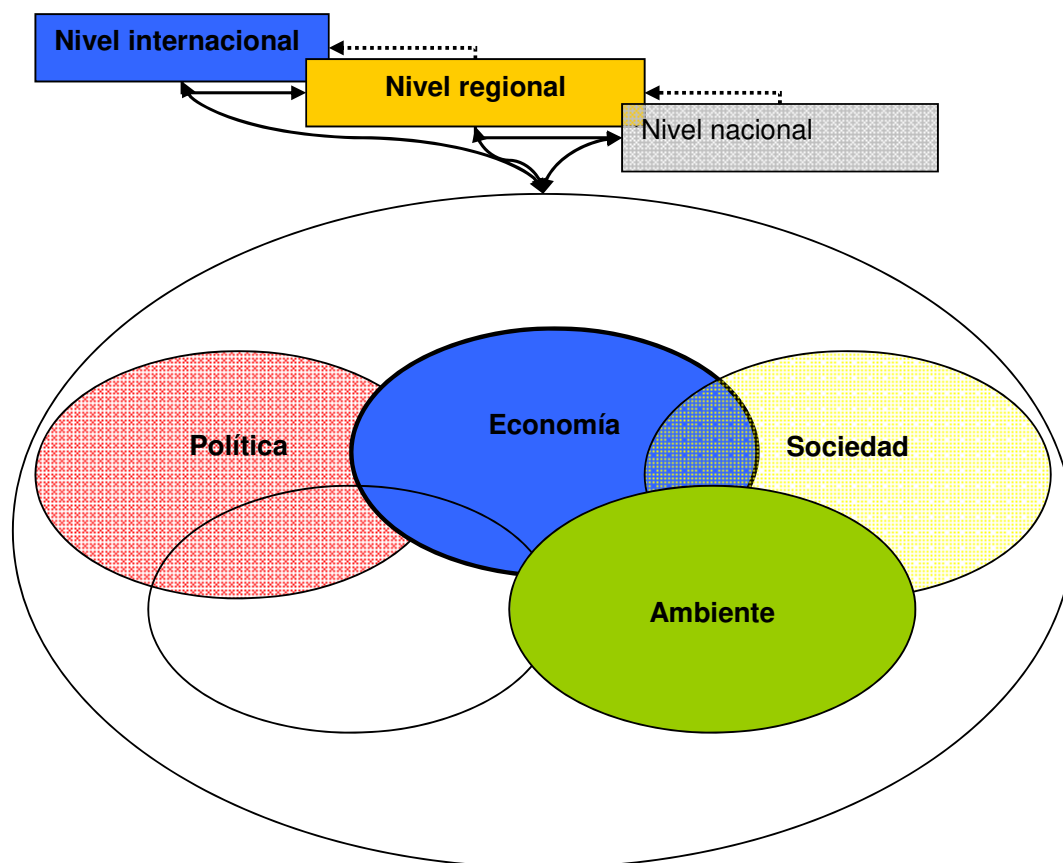 Nivel internacional
Nivel regional
Nivel nacional
Economía
Política
Sociedad
Ambiente